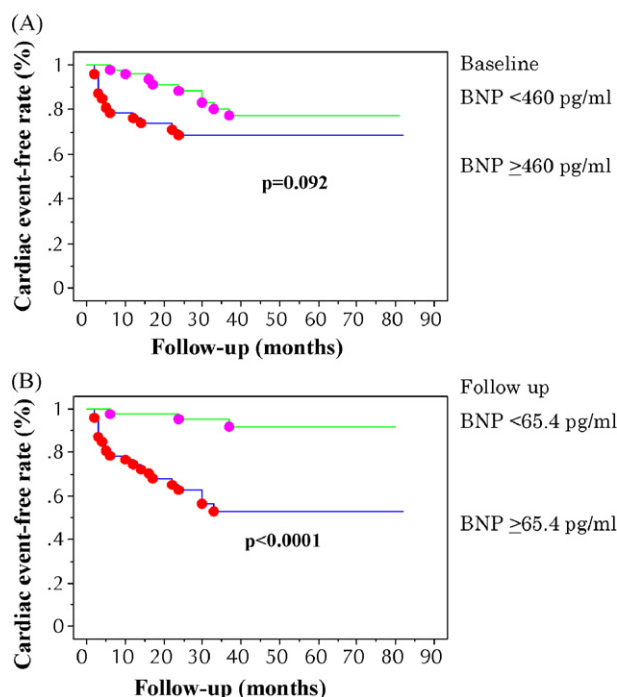 (A)
Cardiac event-free rate (%)
1
.8
.6
.4
.2
0
p=0.092
0 10 20 30 40 50 60 70 80 90
Follow-up (months)
Baseline
BNP <460 pg/ml
BNP ≥460 pg/ml
(B)
Cardiac event-free rate (%)
1
.8
.6
.4
.2
0
p<0.0001
0 10 20 30 40 50 60 70 80 90
Follow-up (months)
Follow up
BNP <65.4 pg/ml
BNP ≥65.4 pg/ml